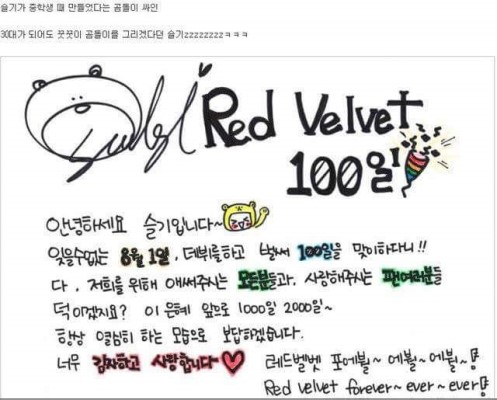 슬기가 중학생 때 만들었다는 곰돌이 싸인
30대가 되어도 꿋꿋이 곰돌이를 그리겠다던 슬기zzzzzzzzㅋㅋㅋ
Red Velvet
100일!
안녕하세요 슬기입니다~
잊을수없는 8월 1일, 데뷔를하고 벌써 100일을 맞이하다니!!
다, 저희를 위해 애써주시는 모든분들과, 사랑해주시는 팬여러분들
덕이겠지요? 이 은혜 앞으로 1000일 2000일~
항상 열심히 하는 모습으로 보답하겠습니다.
너무 감사하고 사랑합니다~♡ 레드벨벳 포에볼~에볼~에볼~!
Red velvet forever~ever~ever!